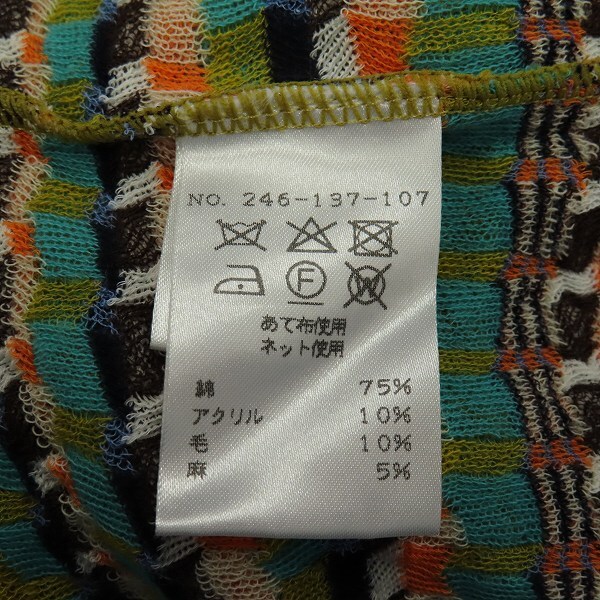 NO. 246-137-107
F W
あて布使用
ネット使用
綿 75%
アクリル 10%
毛 10%
麻 5%